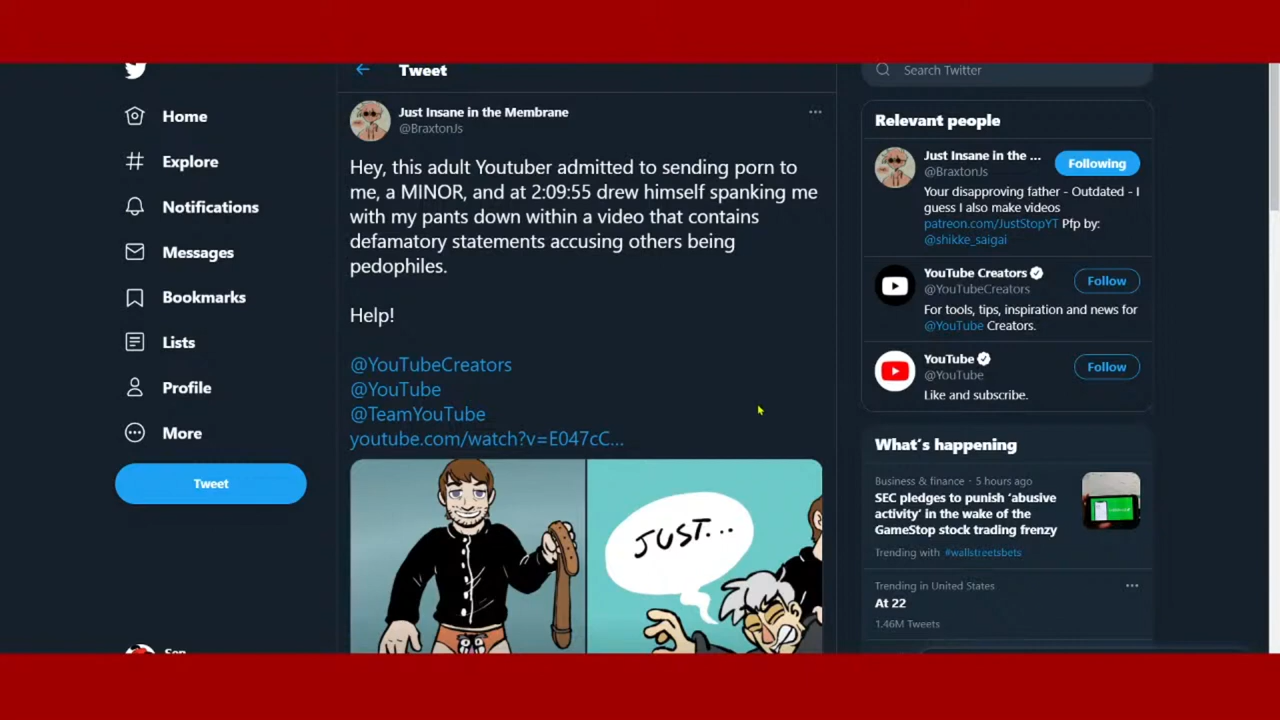 Tweet
Search Twitter
Home
Explore
Notifications
Messages
Bookmarks
Lists
Profile
More
Tweet
Just Insane in the Membrane
@BraxtonJs
Hey, this adult Youtuber admitted to sending porn to
me, a MINOR, and at 2:09:55 drew himself spanking me
with my pants down within a video that contains
defamatory statements accusing others being
pedophiles.
Help!
@YouTubeCreators
@YouTube
@TeamYouTube
youtube.com/watch?v=E047cC...
JUST...
Relevant people
Just Insane in the ...
@BraxtonJs
Following
Your disapproving father - Outdated - I
guess I also make videos
patreon.com/JustStopYT Pfp by:
@shikke_saigai
YouTube Creators
@YouTubeCreators
Follow
For tools, tips, inspiration and news for
@YouTube Creators.
YouTube
@YouTube
Follow
Like and subscribe.
What's happening
Business & finance · 5 hours ago
SEC pledges to punish ‘abusive
activity’ in the wake of the
GameStop stock trading frenzy
Trending with #wallstreetsbets
Trending in United States
At 22
1.46M Tweets